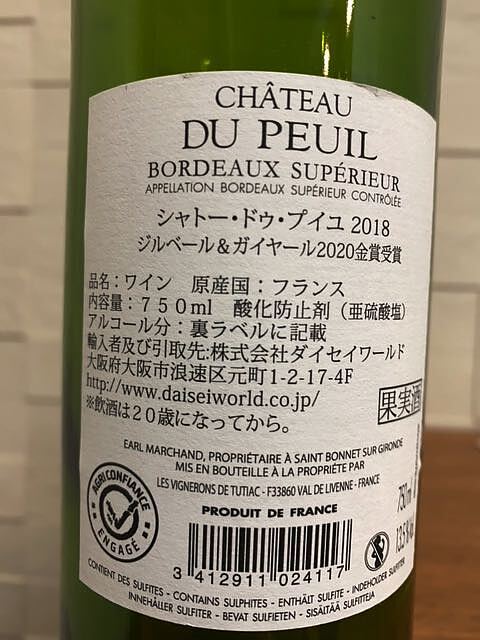 CHÂTEAU
DU PEUIL
BORDEAUX SUPÉRIEUR
APPELLATION BORDEAUX SUPÉRIEUR CONTRÔLÉE
シャトー・ドゥ・プイユ 2018
ジルベール&ガイヤール2020金賞受賞
品名:ワイン 原産国:フランス
内容量:750ml 酸化防止剤(亜硫酸塩)
アルコール分:裏ラベルに記載
輸入者及び引取先:株式会社ダイセイワールド
大阪府大阪市浪速区元町1-2-17-4F
http://www.daiseiworld.co.jp/
※飲酒は20歳になってから。
果実酒
EARL MARCHAND, PROPRIÉTAIRE À SAINT BONNET SUR GIRONDE
MIS EN BOUTEILLE À LA PROPRIÉTÉ PAR
LES VIGNERONS DE TUTIAC - F33860 VAL DE LIVENNE - FRANCE
PRODUIT DE FRANCE
AGRI CONFIANCE
ENGAGÉ
750ml
3 412911 024117
CONTIENT DES SULFITES - CONTAINS SULPHITES - ENTHÄLT SULFITE - INDEHOLDER SULFITTER
INNEHÅLLER SULFITER - BEVAT SULFIETEN - SISÄLTÄÄ SULFIITTEJA